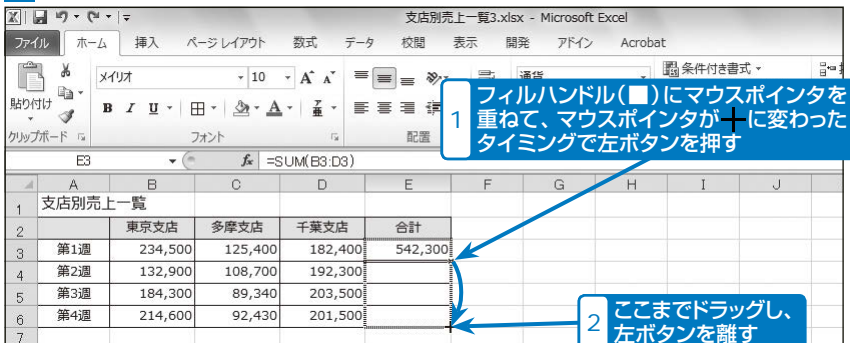 支店別売上一覧3.xlsx - Microsoft Excel
ファイル ホーム 挿入 ページ レイアウト 数式 データ 校閲 表示 開発 アドイン Acrobat
メイリオ 10 A A 通貨 条件付き書式
貼り付け B I U A
クリップボード フォント 配置
1 フィルハンドル(■)にマウスポインタを
重ねて、マウスポインタが+に変わった
タイミングで左ボタンを押す
E3 fx =SUM(B3:D3)
A B C D E F G H I J
1 支店別売上一覧
2 東京支店 多摩支店 千葉支店 合計
3 第1週 234,500 125,400 182,400 542,300
4 第2週 132,900 108,700 192,300
5 第3週 184,300 89,340 203,500
6 第4週 214,600 92,430 201,500
7
2 ここまでドラッグし、
左ボタンを離す